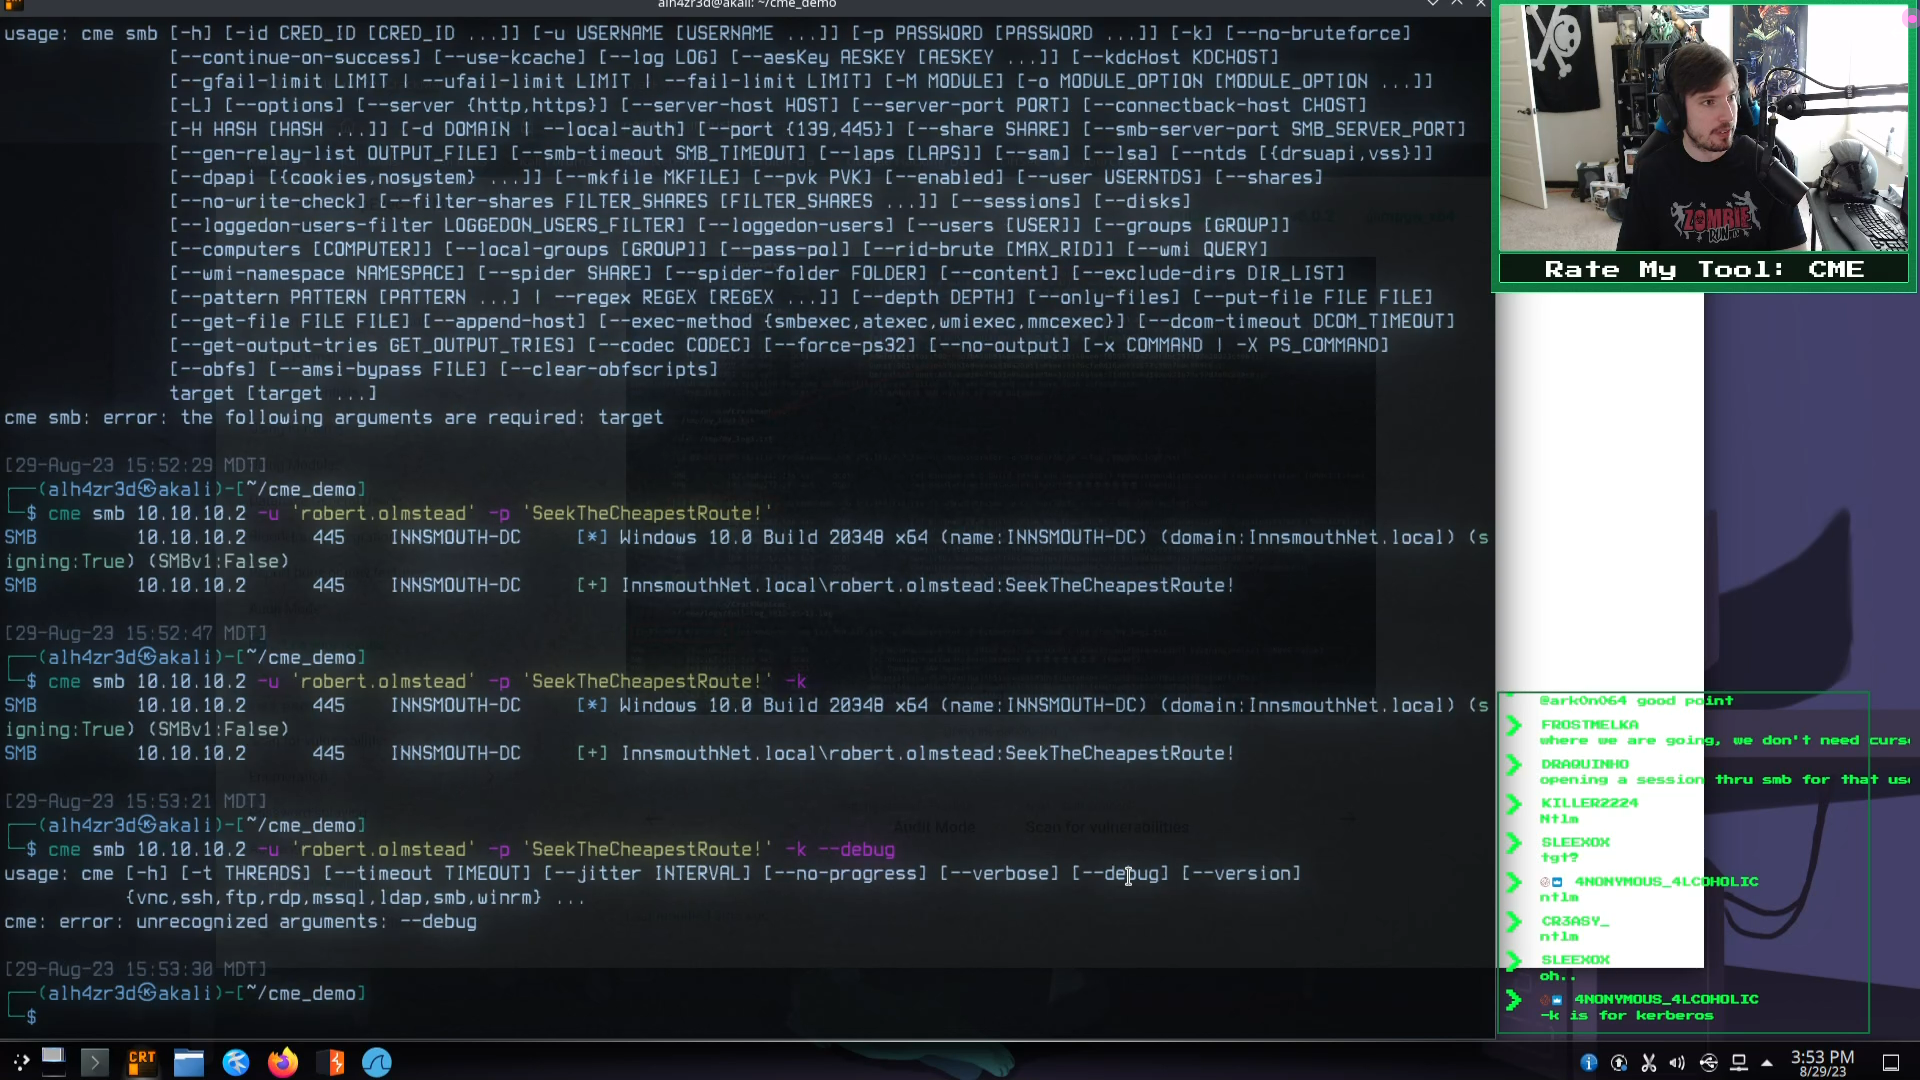 alh4zr3d@akali: ~/cme_demo
usage: cme smb [-h] [-id CRED_ID [CRED_ID ...]] [-u USERNAME [USERNAME ...]] [-p PASSWORD [PASSWORD ...]] [-k] [--no-bruteforce]
[--continue-on-success] [--use-kcache] [--log LOG] [--aesKey AESKEY [AESKEY ...]] [--kdcHost KDCHOST]
[--gfail-limit LIMIT | --ufail-limit LIMIT | --fail-limit LIMIT] [-M MODULE] [-o MODULE_OPTION [MODULE_OPTION ...]]
[-L] [--options] [--server {http,https}] [--server-host HOST] [--server-port PORT] [--connectback-host CHOST]
[-H HASH [HASH ...]] [-d DOMAIN | --local-auth] [--port {139,445}] [--share SHARE] [--smb-server-port SMB_SERVER_PORT]
[--gen-relay-list OUTPUT_FILE] [--smb-timeout SMB_TIMEOUT] [--laps [LAPS]] [--sam] [--lsa] [--ntds [{drsuapi,vss}]]
[--dpapi [{cookies,nosystem} ...]] [--mkfile MKFILE] [--pvk PVK] [--enabled] [--user USERNTDS] [--shares]
[--no-write-check] [--filter-shares FILTER_SHARES [FILTER_SHARES ...]] [--sessions] [--disks]
[--loggedon-users-filter LOGGEDON_USERS_FILTER] [--loggedon-users] [--users [USER]] [--groups [GROUP]]
[--computers [COMPUTER]] [--local-groups [GROUP]] [--pass-pol] [--rid-brute [MAX_RID]] [--wmi QUERY]
[--wmi-namespace NAMESPACE] [--spider SHARE] [--spider-folder FOLDER] [--content] [--exclude-dirs DIR_LIST]
[--pattern PATTERN [PATTERN ...] | --regex REGEX [REGEX ...]] [--depth DEPTH] [--only-files] [--put-file FILE FILE]
[--get-file FILE FILE] [--append-host] [--exec-method {smbexec,atexec,wmiexec,mmcexec}] [--dcom-timeout DCOM_TIMEOUT]
[--get-output-tries GET_OUTPUT_TRIES] [--codec CODEC] [--force-ps32] [--no-output] [-x COMMAND | -X PS_COMMAND]
[--obfs] [--amsi-bypass FILE] [--clear-obfscripts]
target [target ...]
cme smb: error: the following arguments are required: target
[29-Aug-23 15:52:29 MDT]
┌──(alh4zr3d㉿akali)-[~/cme_demo]
└─$ cme smb 10.10.10.2 -u 'robert.olmstead' -p 'SeekTheCheapestRoute!'
SMB 10.10.10.2 445 INNSMOUTH-DC [*] Windows 10.0 Build 20348 x64 (name:INNSMOUTH-DC) (domain:InnsmouthNet.local) (s
igning:True) (SMBv1:False)
SMB 10.10.10.2 445 INNSMOUTH-DC [+] InnsmouthNet.local\robert.olmstead:SeekTheCheapestRoute!
[29-Aug-23 15:52:47 MDT]
┌──(alh4zr3d㉿akali)-[~/cme_demo]
└─$ cme smb 10.10.10.2 -u 'robert.olmstead' -p 'SeekTheCheapestRoute!' -k
SMB 10.10.10.2 445 INNSMOUTH-DC [*] Windows 10.0 Build 20348 x64 (name:INNSMOUTH-DC) (domain:InnsmouthNet.local) (s
igning:True) (SMBv1:False)
SMB 10.10.10.2 445 INNSMOUTH-DC [+] InnsmouthNet.local\robert.olmstead:SeekTheCheapestRoute!
[29-Aug-23 15:53:21 MDT]
┌──(alh4zr3d㉿akali)-[~/cme_demo]
└─$ cme smb 10.10.10.2 -u 'robert.olmstead' -p 'SeekTheCheapestRoute!' -k --debug
usage: cme [-h] [-t THREADS] [--timeout TIMEOUT] [--jitter INTERVAL] [--no-progress] [--verbose] [--debug] [--version]
{vnc,ssh,ftp,rdp,mssql,ldap,smb,winrm} ...
cme: error: unrecognized arguments: --debug
[29-Aug-23 15:53:30 MDT]
┌──(alh4zr3d㉿akali)-[~/cme_demo]
└─$
Audit Mode Scan for vulnerabilities
ZOMBIE
RUN
Rate My Tool: CME
@ark0n064 good point
FROSTMELKA
where we are going, we don't need curs
DRAQUINHO
opening a session thru smb for that us
KILLER2224
Ntlm
SLEEXOX
tgt?
4NONYMOUS_4LCOHOLIC
ntlm
CR3ASY_
ntlm
SLEEXOX
oh..
4NONYMOUS_4LCOHOLIC
-k is for kerberos
CRT
3:53 PM
8/29/23